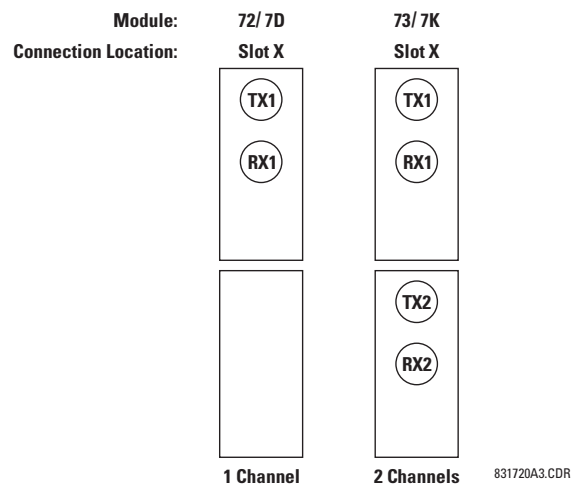 Module: 72/ 7D 73/ 7K
Connection Location: Slot X Slot X
TX1 TX1
RX1 RX1
TX2
RX2
1 Channel 2 Channels 831720A3.CDR